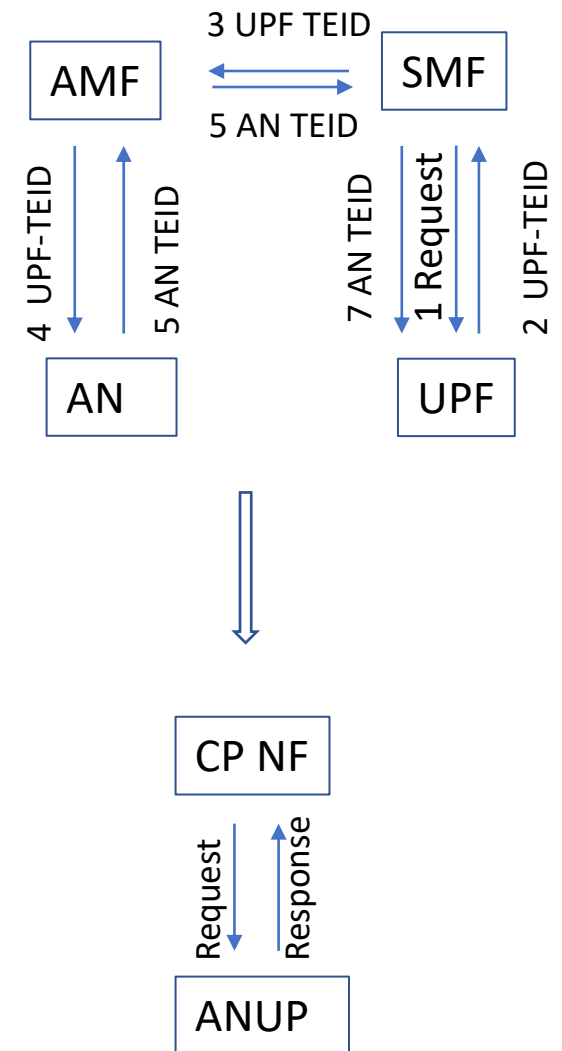 3 UPF TEID
AMF
SMF
5 AN TEID
4 UPF-TEID
5 AN TEID
7 AN TEID
1 Request
2 UPF-TEID
AN
UPF
CP NF
Request
Response
ANUP